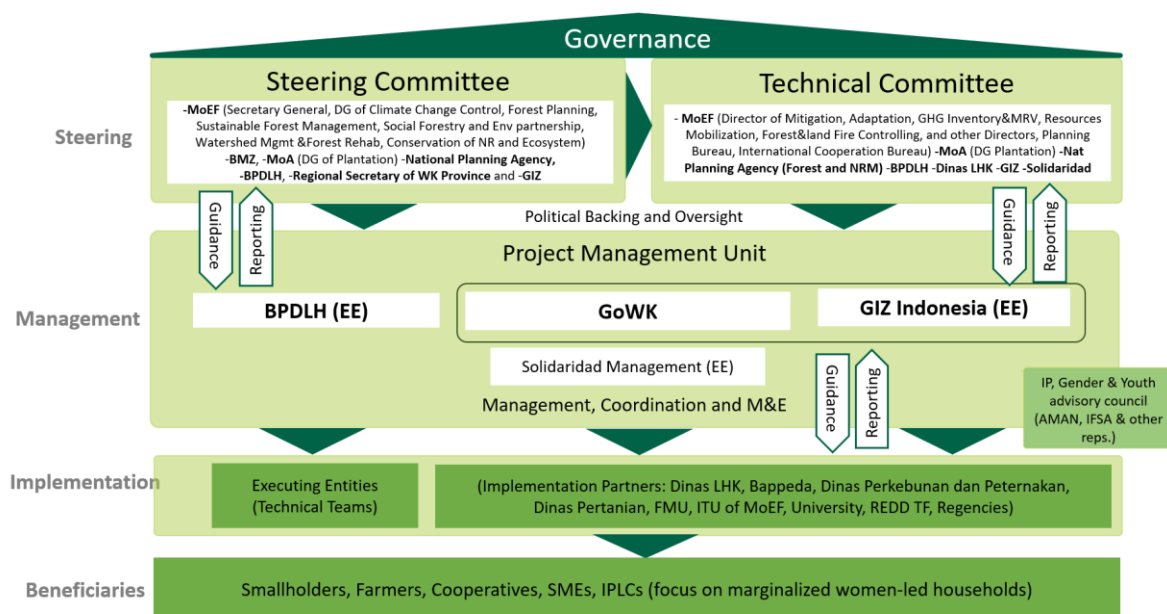 Governance
Steering
Steering Committee
-MoEF (Secretary General, DG of Climate Change Control, Forest Planning,
Sustainable Forest Management, Social Forestry and Env partnership,
Watershed Mgmt &Forest Rehab, Conservation of NR and Ecosystem)
-BMZ, -MoA (DG of Plantation) -National Planning Agency,
-BPDLH, -Regional Secretary of WK Province and -GIZ
Technical Committee
- MoEF (Director of Mitigation, Adaptation, GHG Inventory&MRV, Resources
Mobilization, Forest&land Fire Controlling, and other Directors, Planning
Bureau, International Cooperation Bureau) -MoA (DG Plantation) -Nat
Planning Agency (Forest and NRM) -BPDLH -Dinas LHK -GIZ -Solidaridad
Guidance
Reporting
Political Backing and Oversight
Guidance
Reporting
Management
Project Management Unit
BPDLH (EE)
GoWK
GIZ Indonesia (EE)
Solidaridad Management (EE)
Management, Coordination and M&E
Guidance
Reporting
IP, Gender & Youth
advisory council
(AMAN, IFSA & other
reps.)
Implementation
Executing Entities
(Technical Teams)
(Implementation Partners: Dinas LHK, Bappeda, Dinas Perkebunan dan Peternakan,
Dinas Pertanian, FMU, ITU of MoEF, University, REDD TF, Regencies)
Beneficiaries
Smallholders, Farmers, Cooperatives, SMEs, IPLCs (focus on marginalized women-led households)